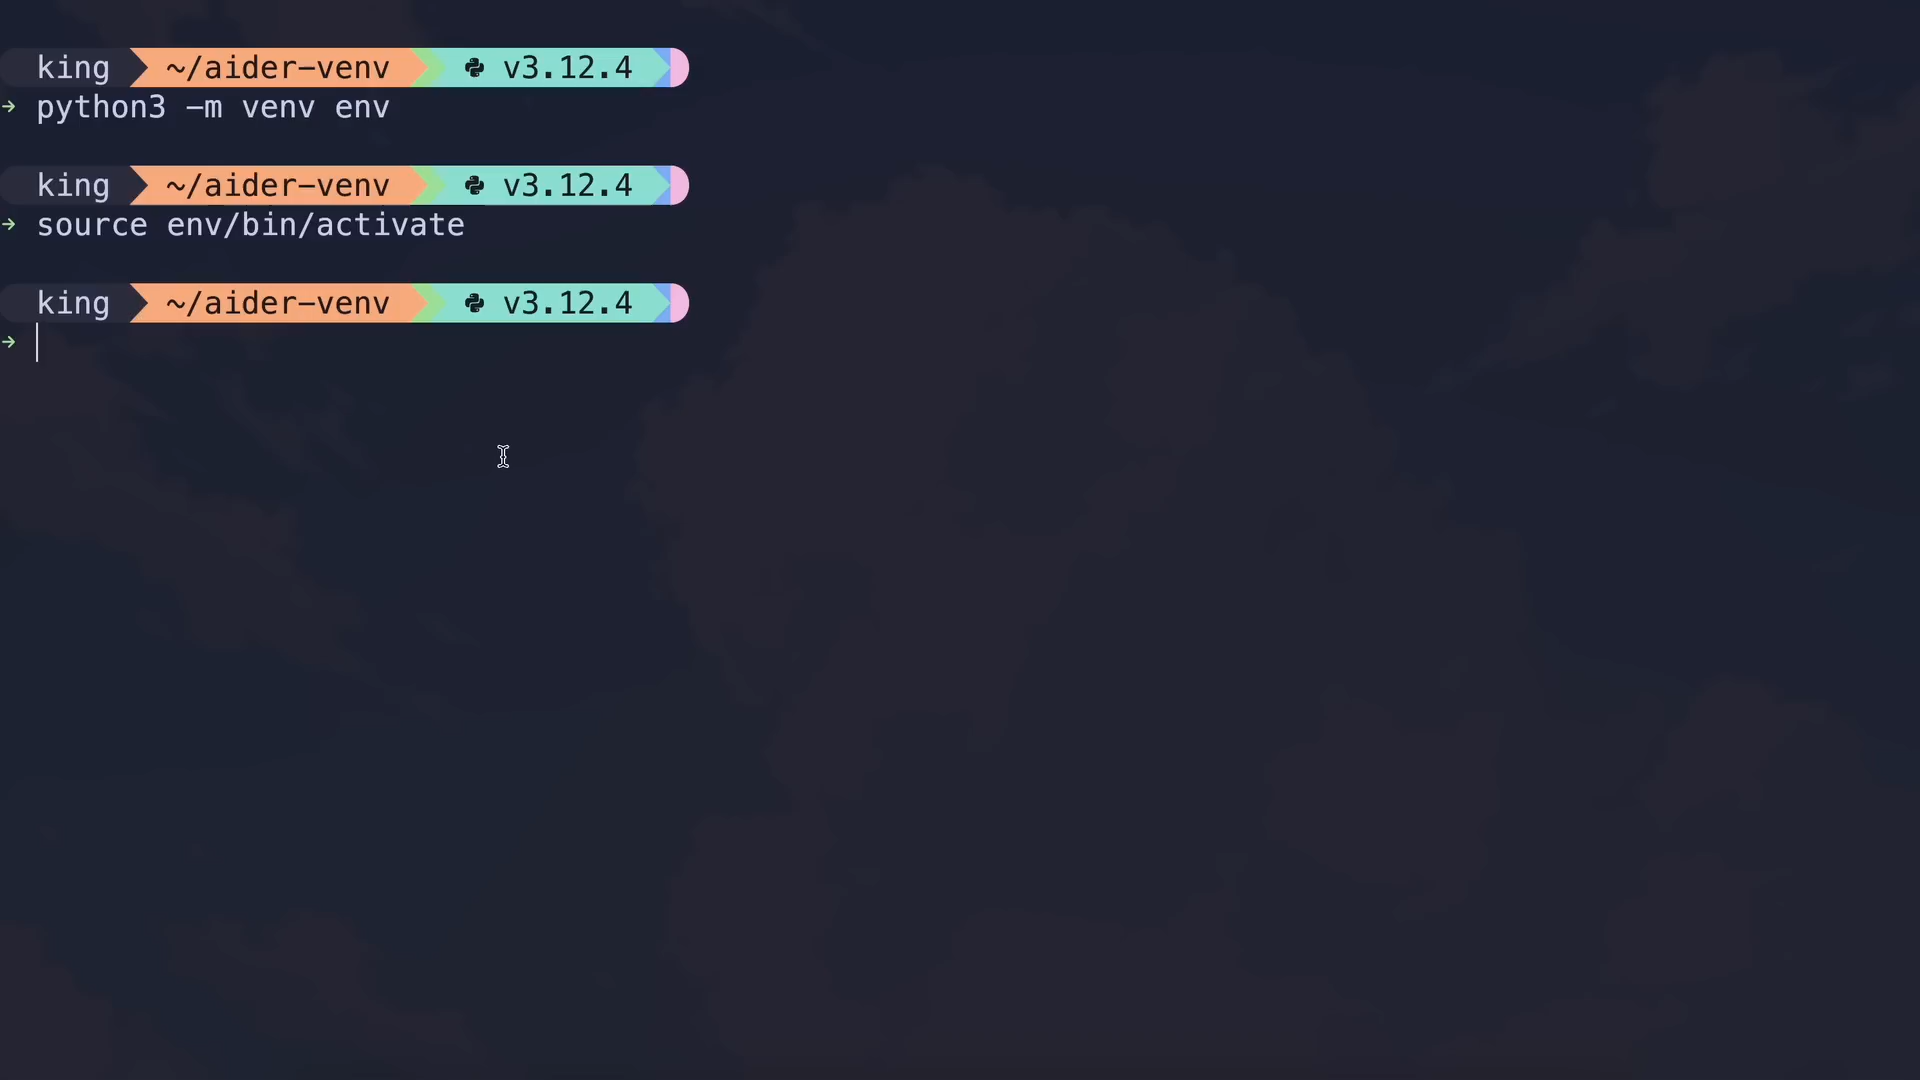 king ~/aider-venv v3.12.4
→ python3 -m venv env
king ~/aider-venv v3.12.4
→ source env/bin/activate
king ~/aider-venv v3.12.4
→